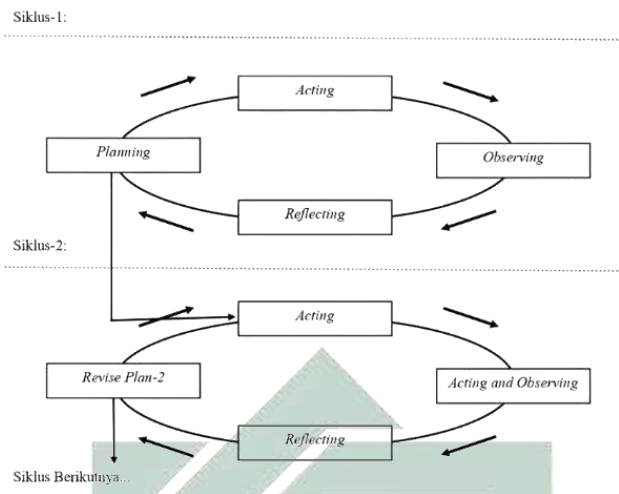 Siklus-1:
Acting
Planning
Observing
Reflecting
Siklus-2:
Acting
Revise Plan-2
Acting and Observing
Reflecting
Siklus Berikutnya...